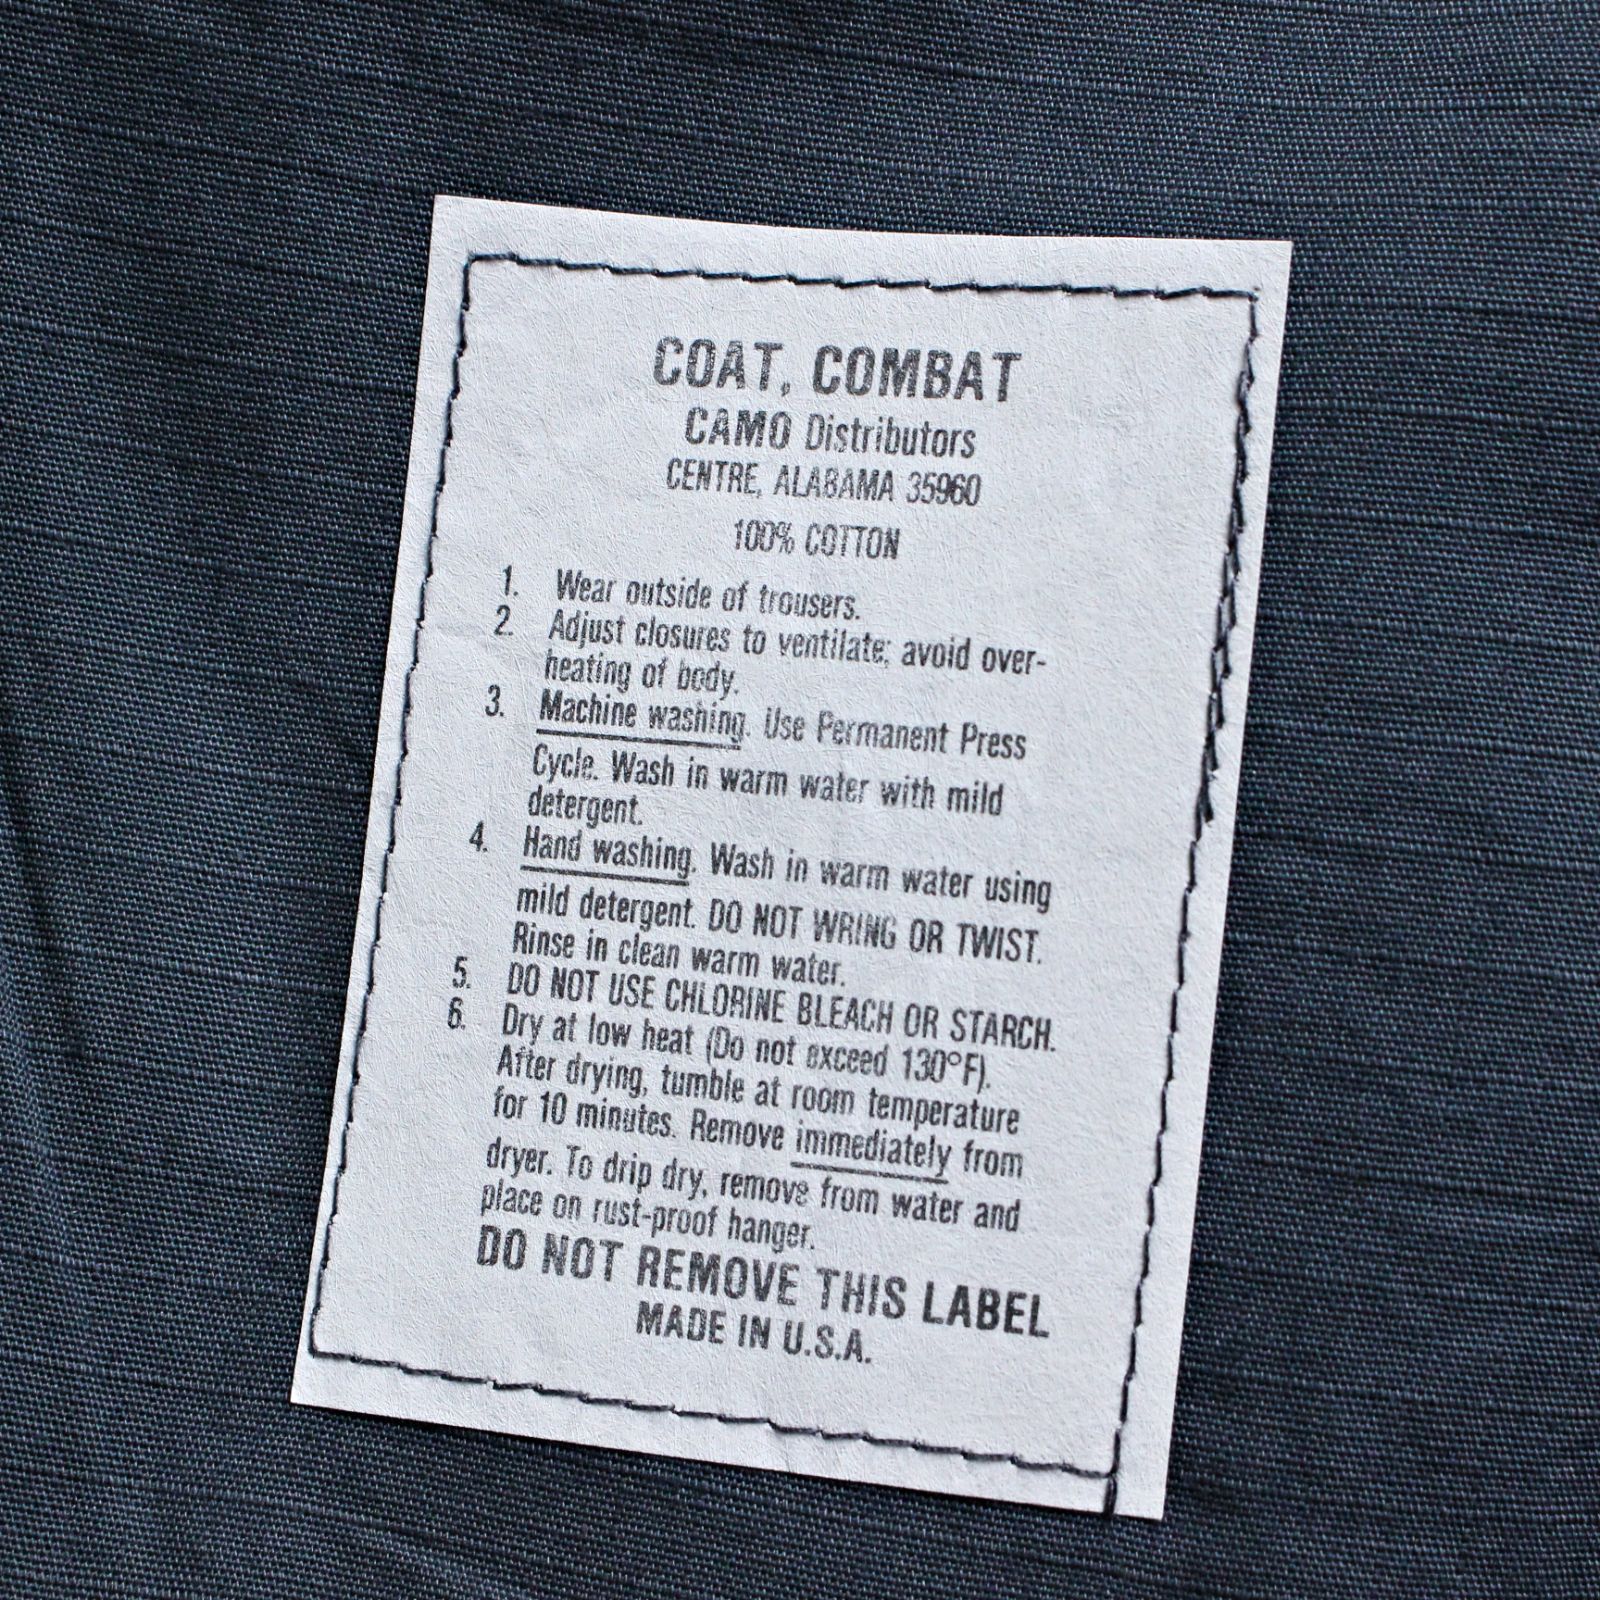 COAT, COMBAT
CAMO Distributors
CENTRE, ALABAMA 35960
100% COTTON
1. Wear outside of trousers.
2. Adjust closures to ventilate; avoid over-
heating of body.
3. Machine washing. Use Permanent Press
Cycle. Wash in warm water with mild
detergent.
4. Hand washing. Wash in warm water using
mild detergent. DO NOT WRING OR TWIST.
Rinse in clean warm water.
5. DO NOT USE CHLORINE BLEACH OR STARCH.
6. Dry at low heat (Do not exceed 130°F).
After drying, tumble at room temperature
for 10 minutes. Remove immediately from
dryer. To drip dry, remove from water and
place on rust-proof hanger.
DO NOT REMOVE THIS LABEL
MADE IN U.S.A.